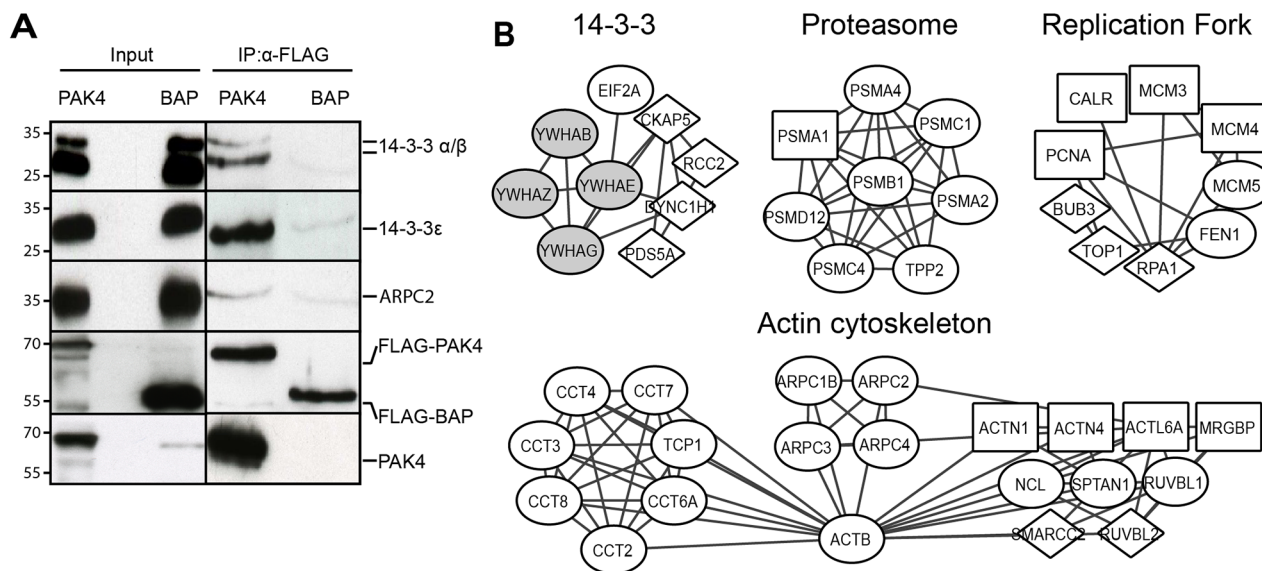 A
Input
IP:α-FLAG
PAK4
BAP
PAK4
BAP
35
25
14-3-3 α/β
35
25
14-3-3ε
35
ARPC2
70
55
FLAG-PAK4
FLAG-BAP
70
55
PAK4
B
14-3-3
EIF2A
YWHAB
CKAP5
RCC2
YWHAZ
YWHAE
DYNC1H1
YWHAG
PDS5A
Proteasome
PSMA4
PSMA1
PSMC1
PSMB1
PSMA2
PSMD12
PSMC4
TPP2
Replication Fork
CALR
MCM3
MCM4
PCNA
MCM5
BUB3
FEN1
TOP1
RPA1
Actin cytoskeleton
CCT4
CCT7
CCT3
TCP1
CCT8
CCT6A
CCT2
ARPC1B
ARPC2
ARPC3
ARPC4
ACTB
ACTN1
ACTN4
ACTL6A
MRGBP
NCL
SPTAN1
RUVBL1
SMARCC2
RUVBL2